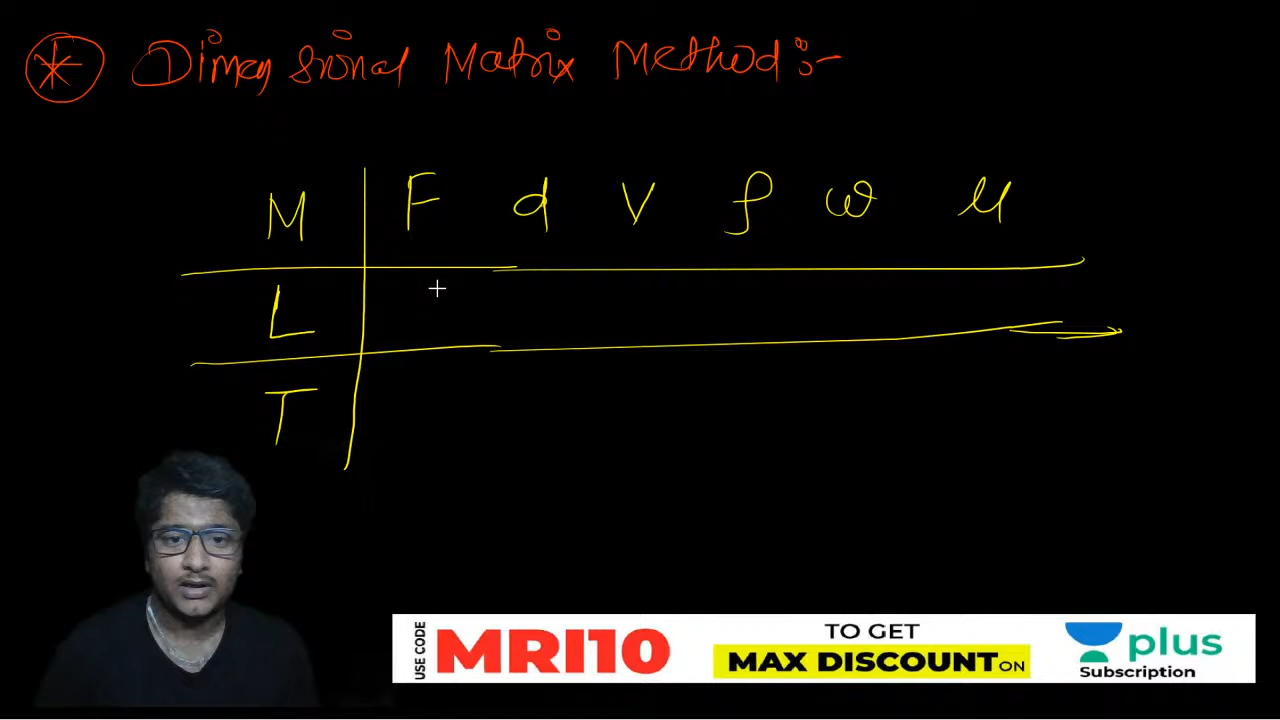 * Dimensional Matrix Method :-
M F d V ρ ω μ
L
T
USE CODE
MRI10
TO GET
MAX DISCOUNT ON
plus
Subscription